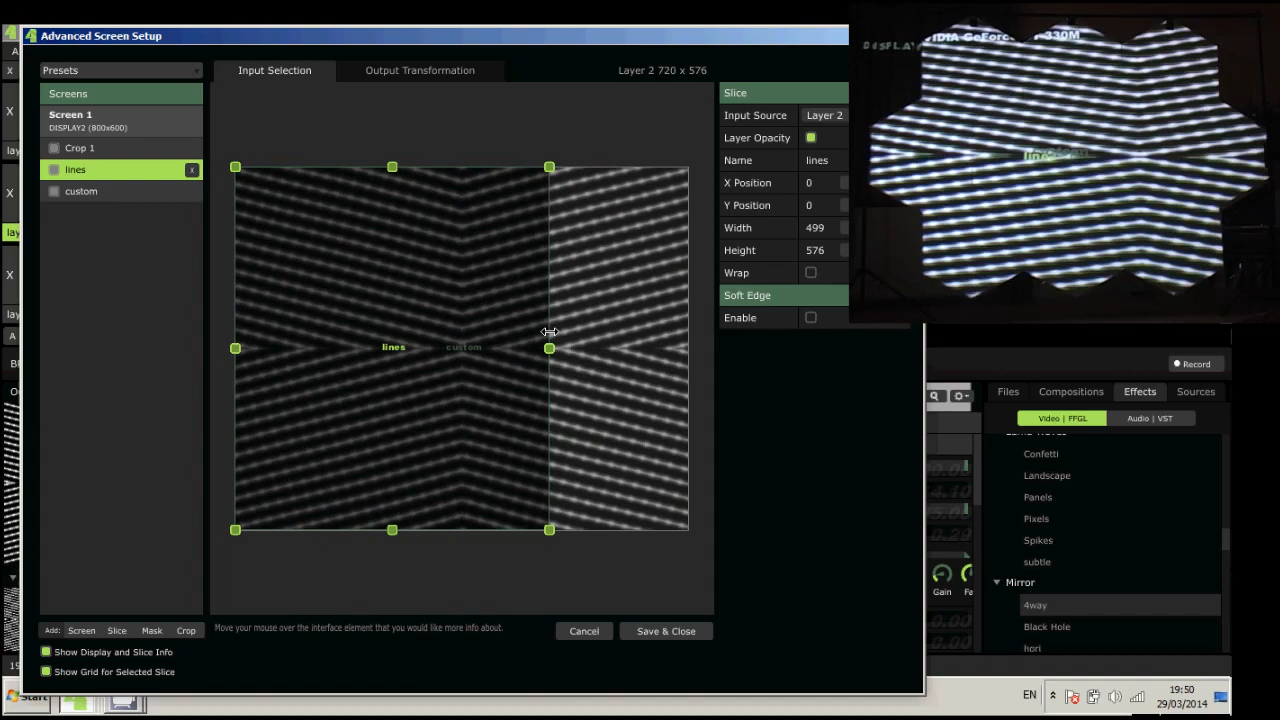 Advanced Screen Setup
Presets
Input Selection
Output Transformation
Layer 2 720 x 576
Screens
Screen 1
DISPLAY2 (800x600)
Crop 1
lines
x
custom
lines
custom
Slice
Input Source
Layer 2
Layer Opacity
Name
lines
X Position
0
Y Position
0
Width
499
Height
576
Wrap
Soft Edge
Enable
Add:
Screen
Slice
Mask
Crop
Move your mouse over the interface element that you would like more info about.
Cancel
Save & Close
Show Display and Slice Info
Show Grid for Selected Slice
Record
Files
Compositions
Effects
Sources
Video | FFGL
Audio | VST
Confetti
Landscape
Panels
Pixels
Spikes
subtle
Mirror
4way
Black Hole
hori
Gain
EN
19:50
29/03/2014